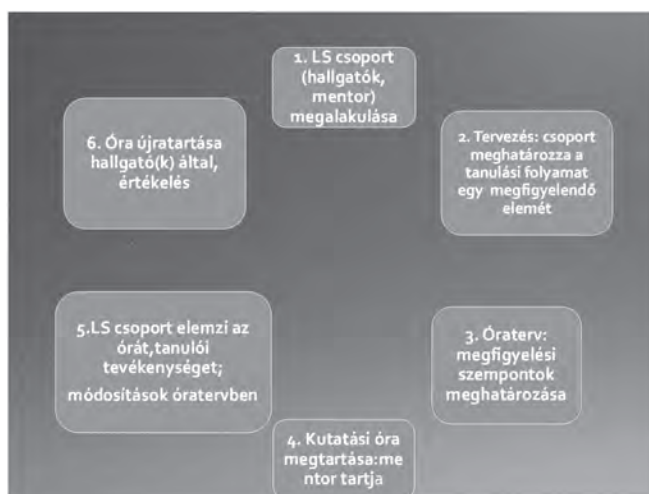 1. LS csoport
(hallgatók,
mentor)
megalakulása
2. Tervezés: csoport
meghatározza a
tanulási folyamat
egy megfigyelendő
elemét
3. Óraterv:
megfigyelési
szempontok
meghatározása
4. Kutatási óra
megtartása:me
ntor tartja
5.LS csoport elemzi az
órát,tanulói
tevékenységet;
módosítások óratervben
6. Óra újratartása
hallgató(k) által,
értékelés